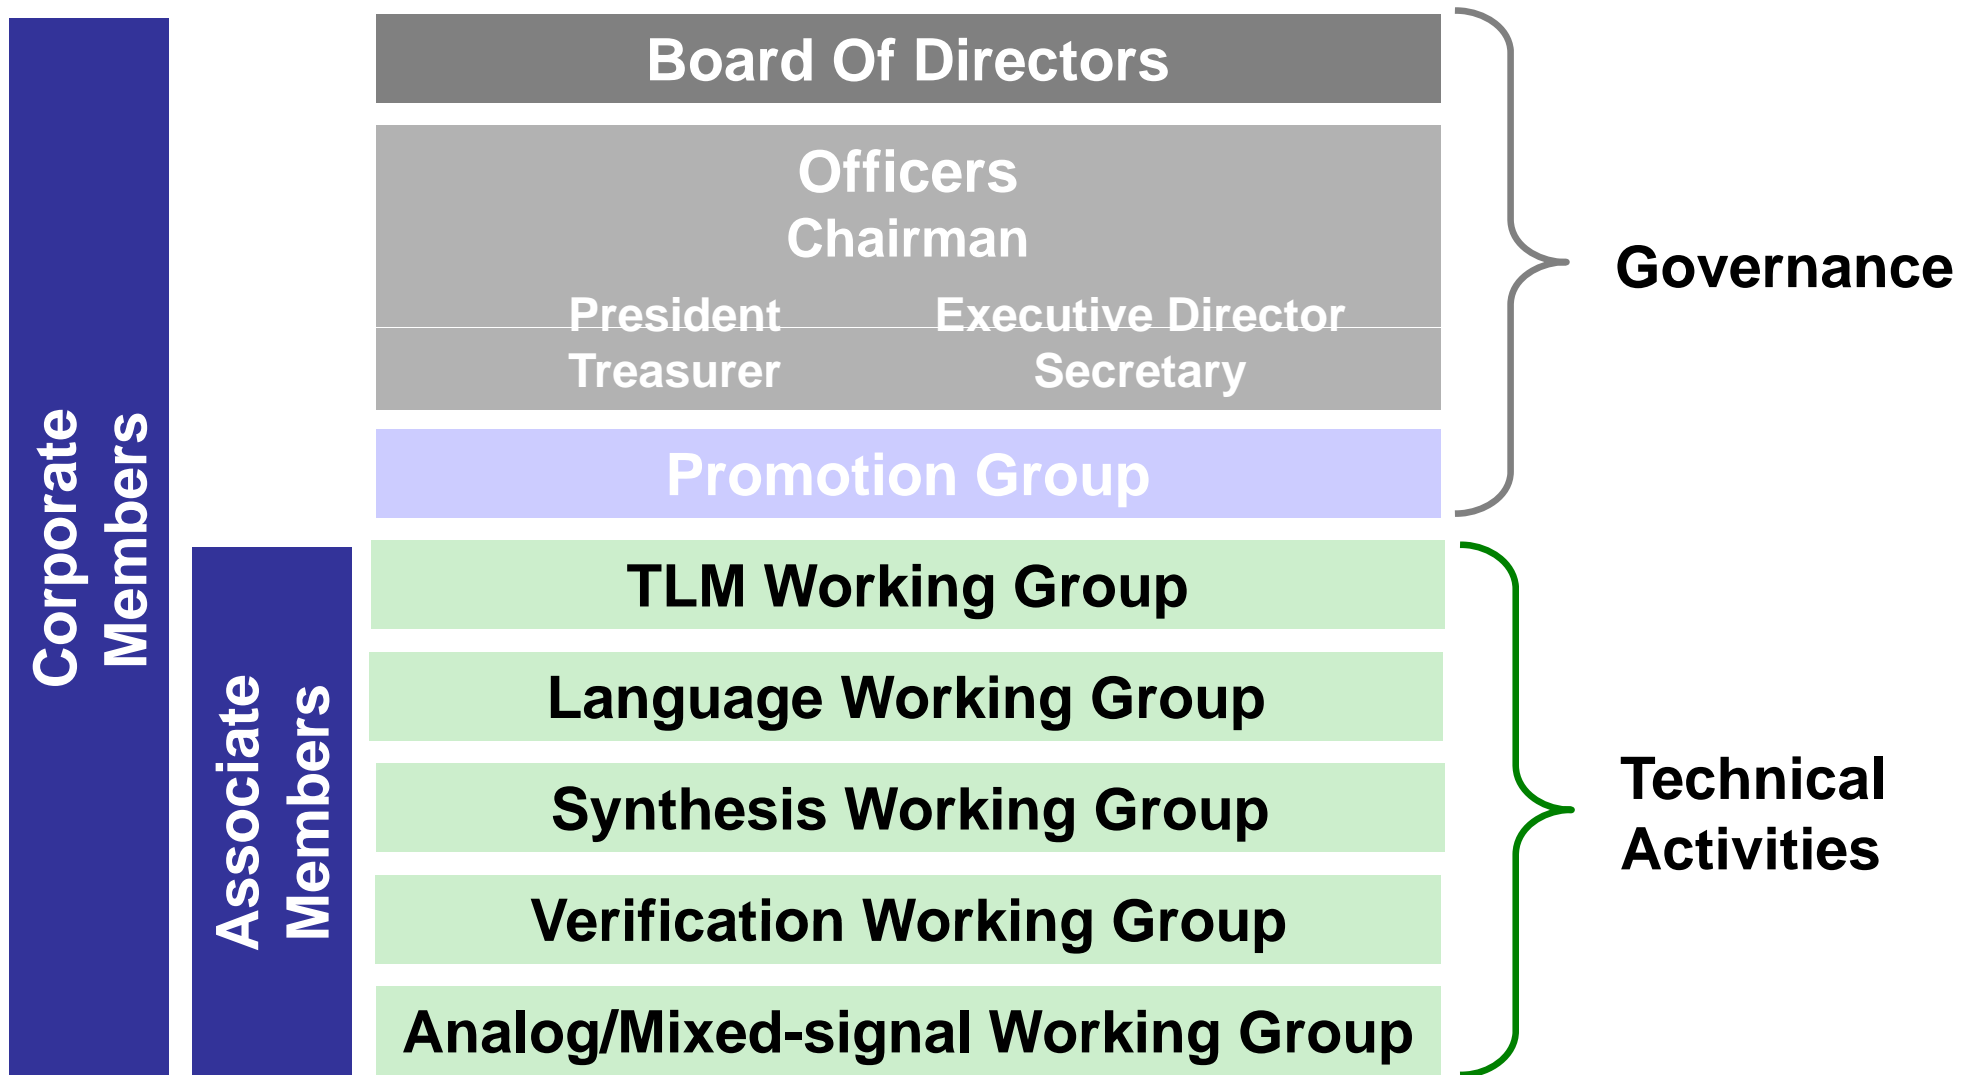 Board Of Directors
Officers
Chairman
President Executive Director
Treasurer Secretary
Promotion Group
Governance
Corporate
Members
Associate
Members
TLM Working Group
Language Working Group
Synthesis Working Group
Verification Working Group
Analog/Mixed-signal Working Group
Technical
Activities